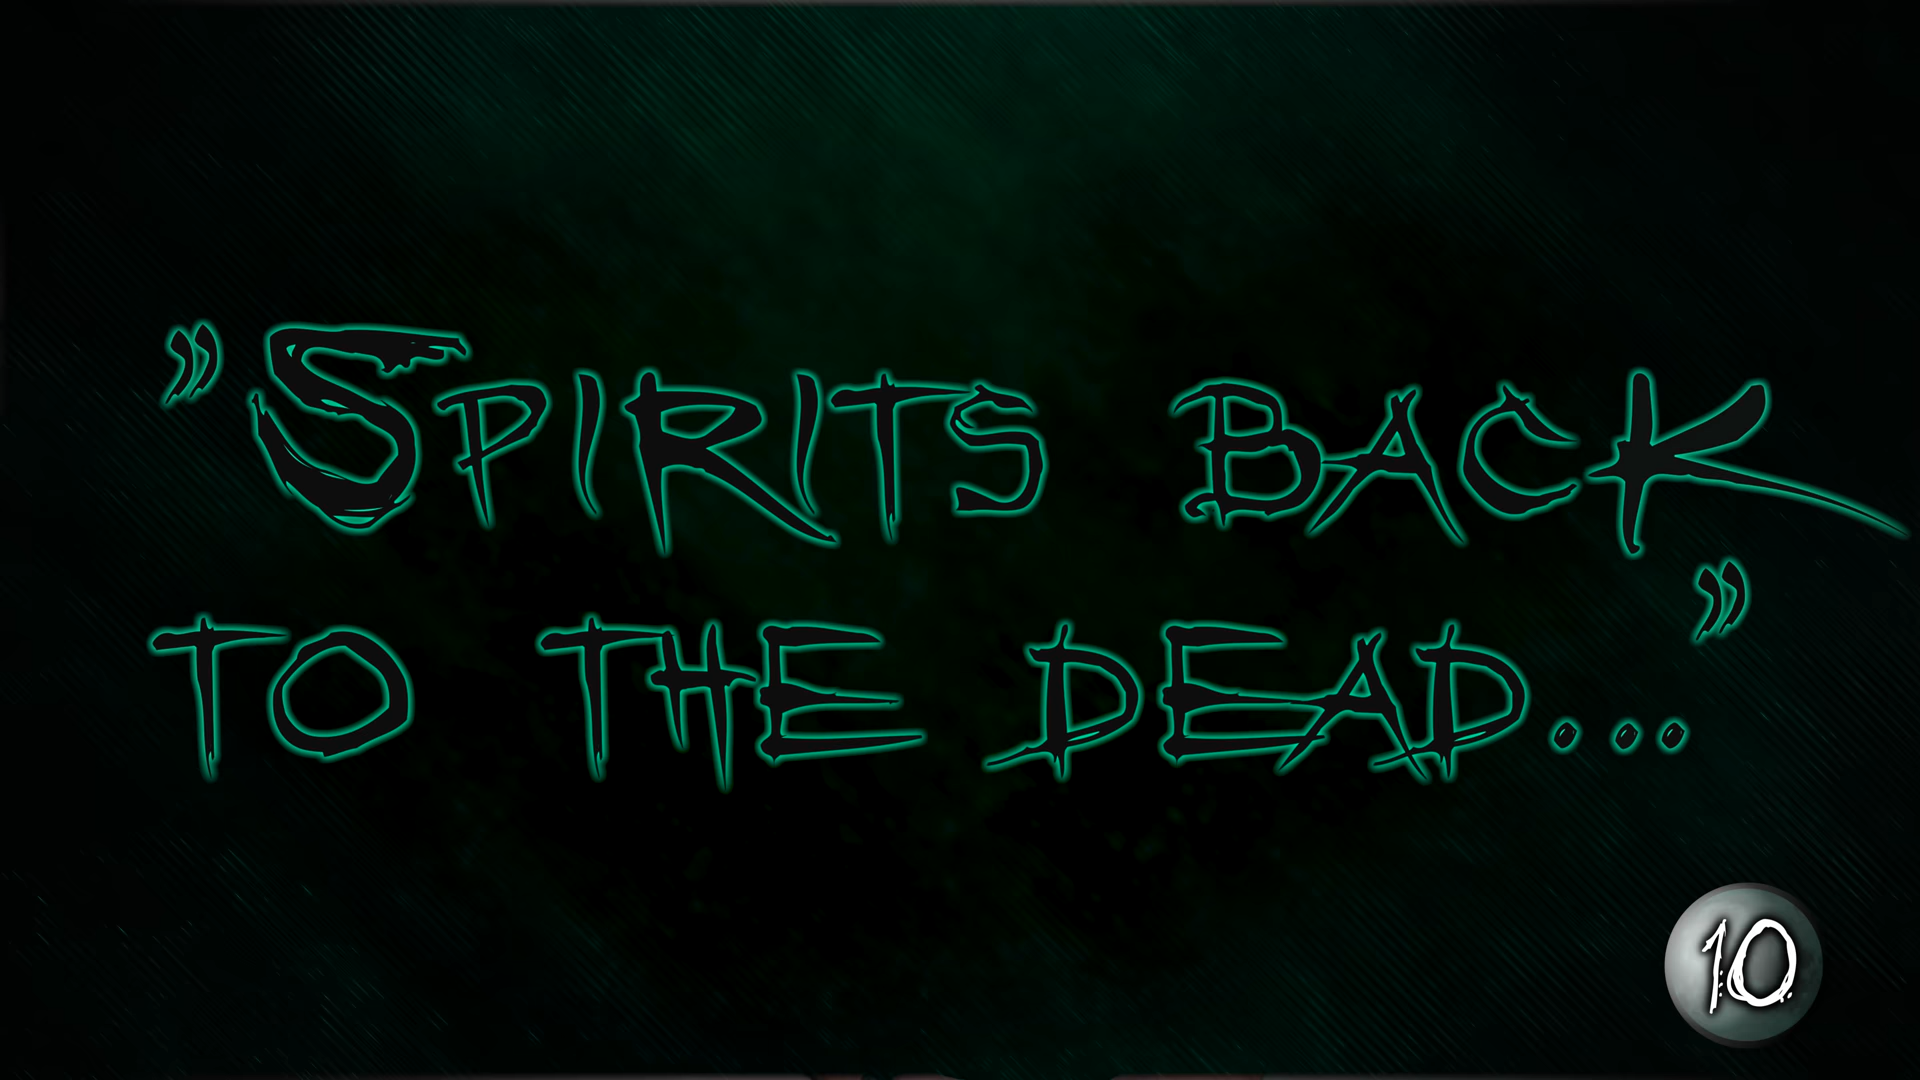 ”Spirits back
to the dead...”
10